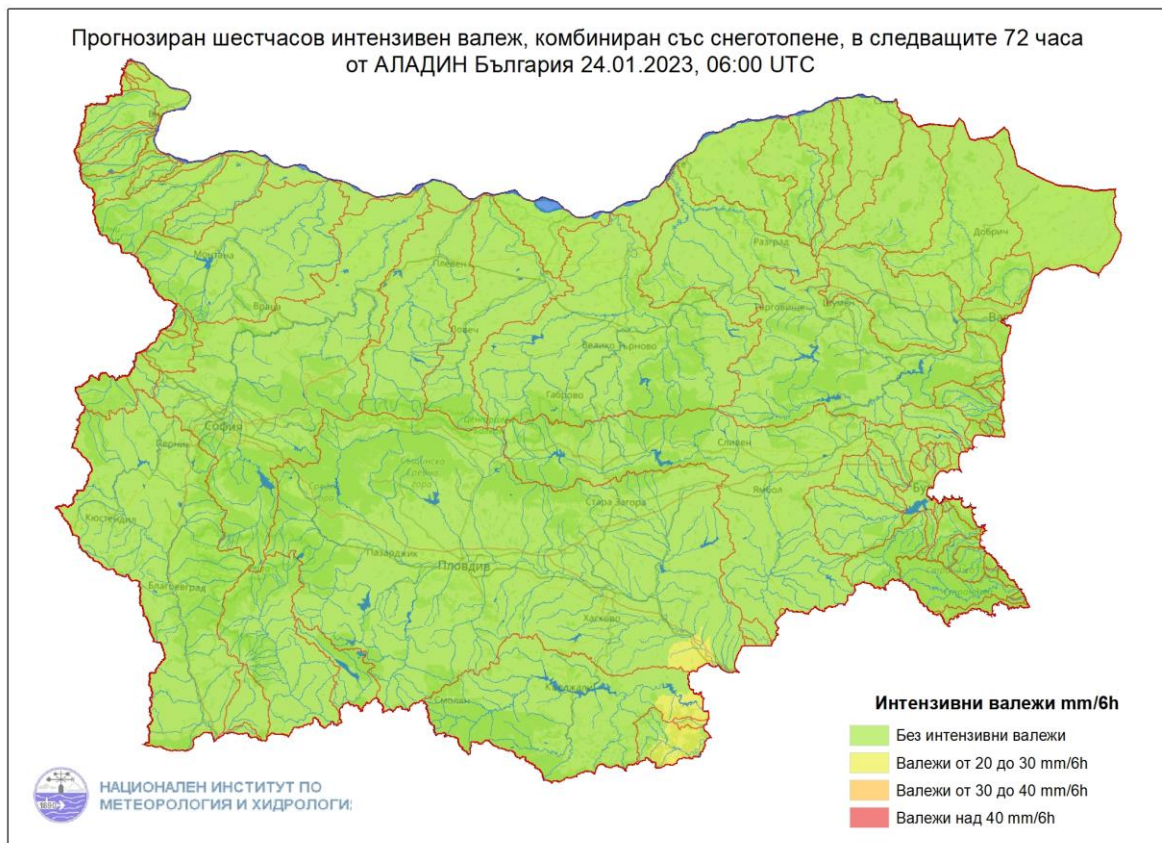 Прогнозиран шестчасов интензивен валеж, комбиниран със снеготопене, в следващите 72 часа
от АЛАДИН България 24.01.2023, 06:00 UTC
Добрич
Разград
Монтана
Плевен
Враца
Търговище
Шумен
Ловеч
Велико Търново
Габрово
София
Перник
Сливен
Стара Загора
Ямбол
Кюстендил
Пазарджик
Пловдив
Благоевград
Хасково
Кърджали
Смолян
Интензивни валежи mm/6h
Без интензивни валежи
Валежи от 20 до 30 mm/6h
Валежи от 30 до 40 mm/6h
Валежи над 40 mm/6h
НАЦИОНАЛЕН ИНСТИТУТ ПО
МЕТЕОРОЛОГИЯ И ХИДРОЛОГИ